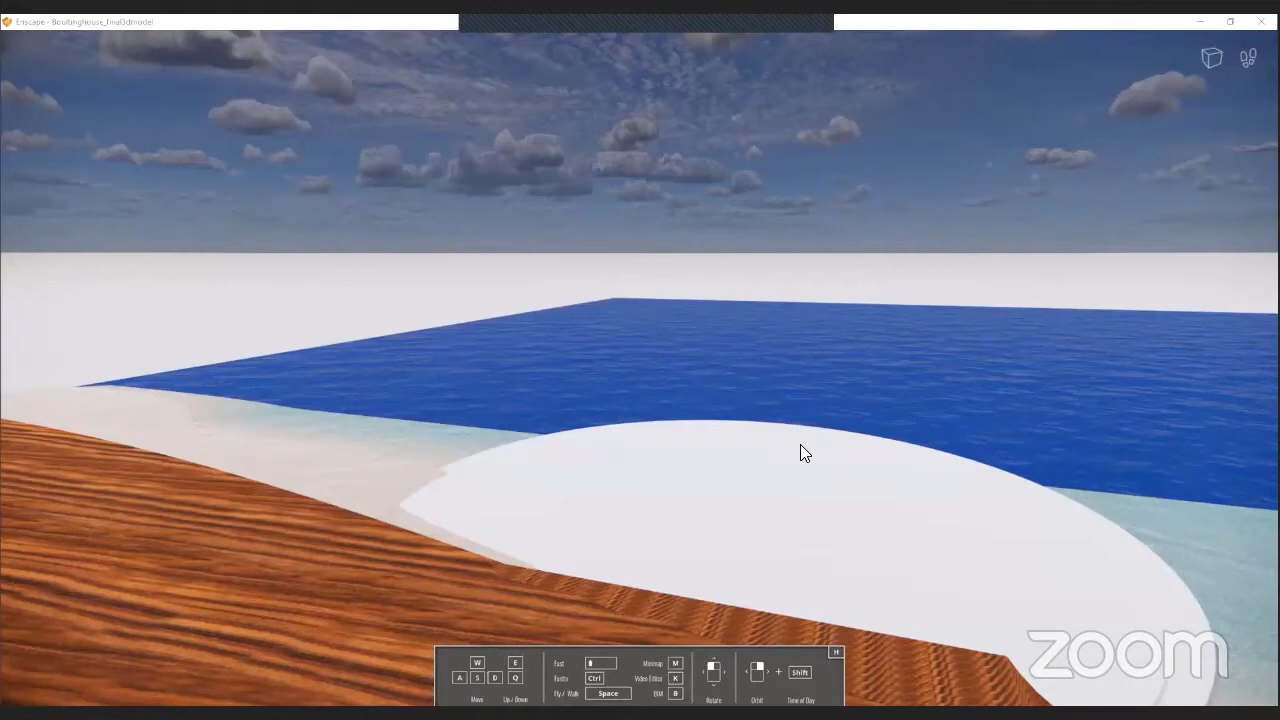 Enscape - Boultinghouse_final3dmodel
H
W E
A S D Q
Move Up / Down
Fast
Faster Ctrl
Fly / Walk Space
Minimap M
Video Editor K
BIM B
Rotate
Orbit
+ Shift
Time of Day
zoom